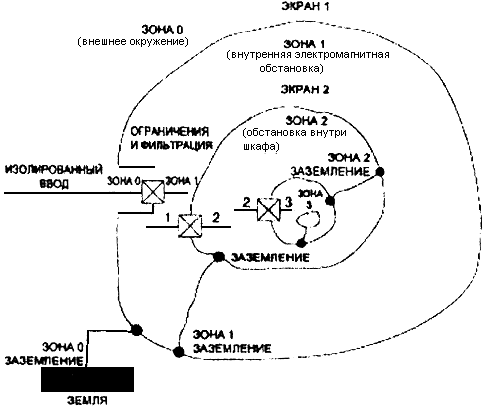 ЭКРАН 1
ЗОНА 0
(внешнее окружение)
ЗОНА 1
(внутренняя электромагнитная
обстановка)
ЭКРАН 2
ЗОНА 2
(обстановка внутри
шкафа)
ОГРАНИЧЕНИЯ
И ФИЛЬТРАЦИЯ
ИЗОЛИРОВАННЫЙ
ВВОД
ЗОНА 0
ЗОНА 1
ЗОНА 2
ЗАЗЕМЛЕНИЕ
ЗОНА
3
2
3
1
2
ЗАЗЕМЛЕНИЕ
ЗОНА 1
ЗАЗЕМЛЕНИЕ
ЗОНА 0
ЗАЗЕМЛЕНИЕ
ЗЕМЛЯ